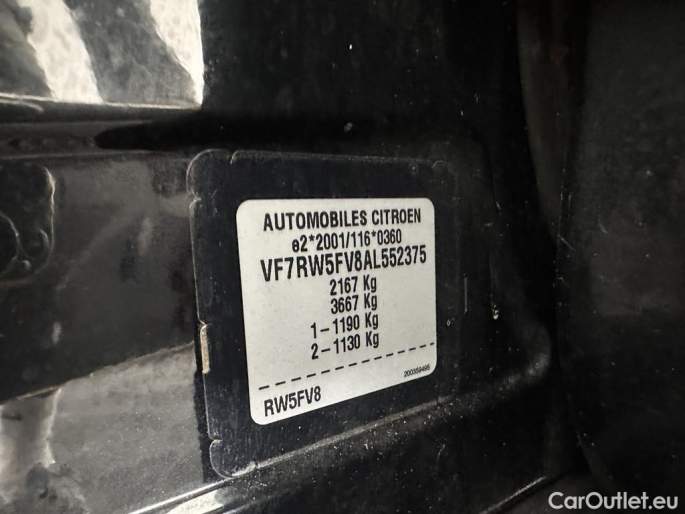 AUTOMOBILES CITROEN
e2*2001/116*0360
VF7RW5FV8AL552375
2167 Kg
3667 Kg
1-1190 Kg
2-1130 Kg
200359495
RW5FV8
CarOutlet.eu